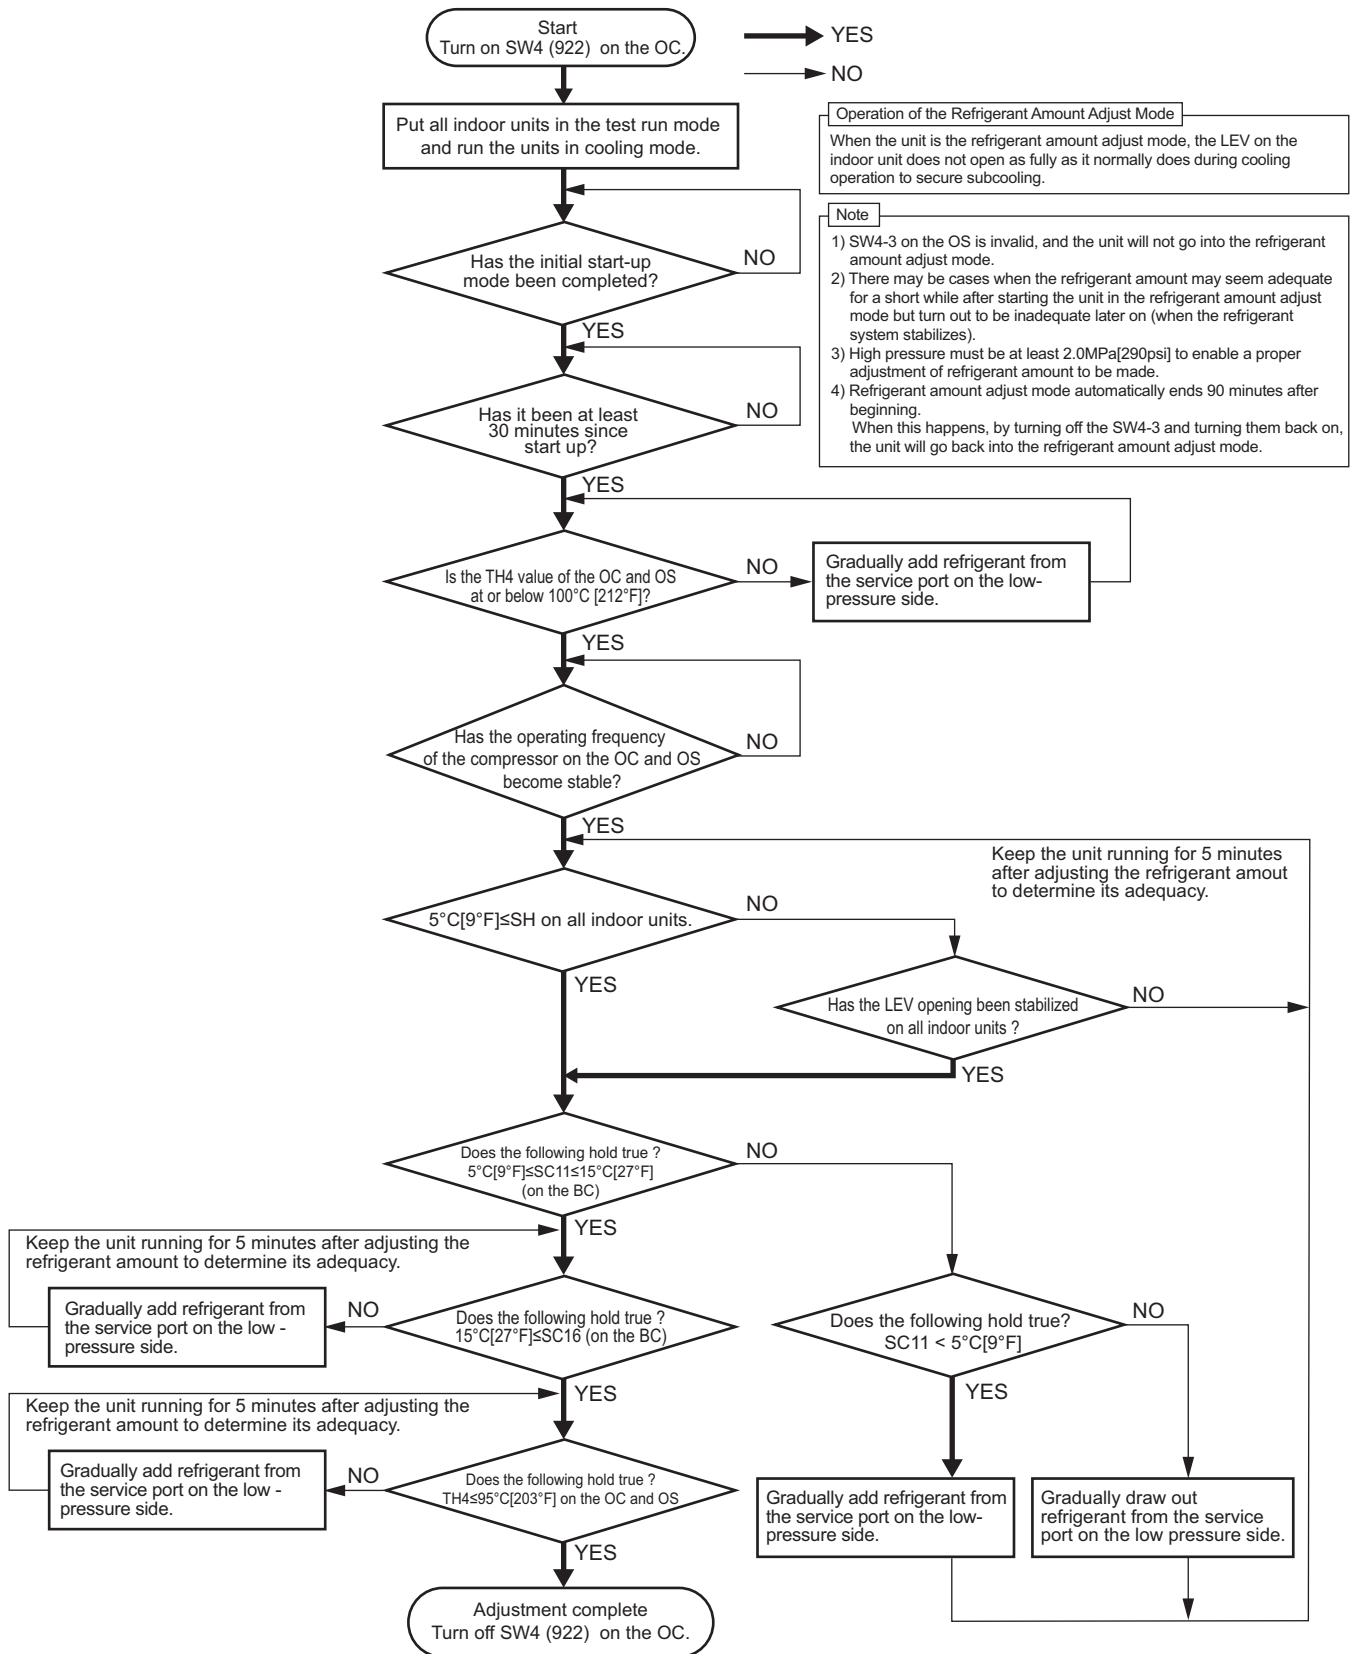 Start
Turn on SW4 (922) on the OC.
YES
NO
Put all indoor units in the test run mode
and run the units in cooling mode.
Operation of the Refrigerant Amount Adjust Mode
When the unit is the refrigerant amount adjust mode, the LEV on the
indoor unit does not open as fully as it normally does during cooling
operation to secure subcooling.
Note
1) SW4-3 on the OS is invalid, and the unit will not go into the refrigerant
amount adjust mode.
2) There may be cases when the refrigerant amount may seem adequate
for a short while after starting the unit in the refrigerant amount adjust
mode but turn out to be inadequate later on (when the refrigerant
system stabilizes).
3) High pressure must be at least 2.0MPa[290psi] to enable a proper
adjustment of refrigerant amount to be made.
4) Refrigerant amount adjust mode automatically ends 90 minutes after
beginning.
When this happens, by turning off the SW4-3 and turning them back on,
the unit will go back into the refrigerant amount adjust mode.
Has the initial start-up
mode been completed?
NO
YES
Has it been at least
30 minutes since
start up?
NO
YES
Is the TH4 value of the OC and OS
at or below 100°C [212°F]?
NO
Gradually add refrigerant from
the service port on the low-
pressure side.
YES
Has the operating frequency
of the compressor on the OC and OS
become stable?
NO
YES
Keep the unit running for 5 minutes
after adjusting the refrigerant amout
to determine its adequacy.
5°C[9°F]≤SH on all indoor units.
NO
YES
Has the LEV opening been stabilized
on all indoor units ?
NO
YES
Does the following hold true ?
5°C[9°F]≤SC11≤15°C[27°F]
(on the BC)
NO
YES
Keep the unit running for 5 minutes after adjusting the
refrigerant amount to determine its adequacy.
Gradually add refrigerant from
the service port on the low -
pressure side.
NO
Does the following hold true ?
15°C[27°F]≤SC16 (on the BC)
YES
Does the following hold true?
SC11 < 5°C[9°F]
NO
YES
Keep the unit running for 5 minutes after adjusting the
refrigerant amount to determine its adequacy.
Gradually add refrigerant from
the service port on the low -
pressure side.
NO
Does the following hold true ?
TH4≤95°C[203°F] on the OC and OS
YES
Gradually add refrigerant from
the service port on the low-
pressure side.
Gradually draw out
refrigerant from the service
port on the low pressure side.
Adjustment complete
Turn off SW4 (922) on the OC.